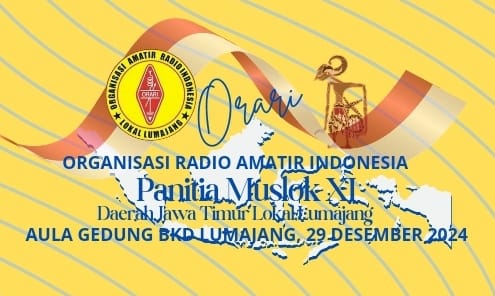 ORGANISASI AMATIR RADIO INDONESIA
ORARI
LOKAL LUMAJANG
Orari
ORGANISASI RADIO AMATIR INDONESIA
Panitia Muslok XI
Daerah Jawa Timur Lokal Lumajang
AULA GEDUNG BKD LUMAJANG, 29 DESEMBER 2024